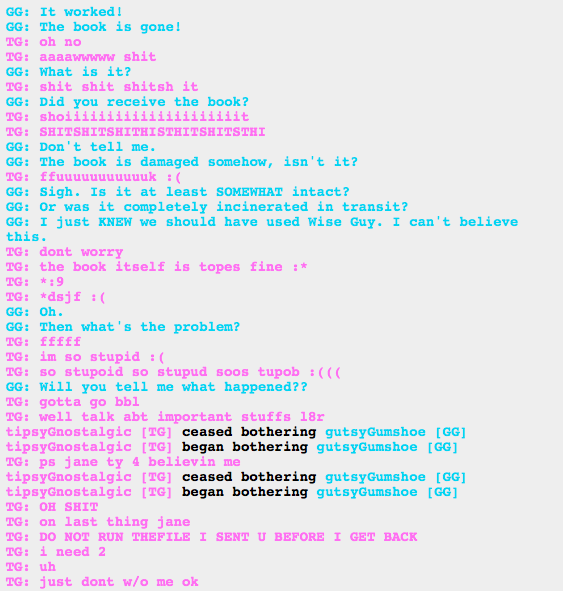 GG: It worked!
GG: The book is gone!
TG: oh no
TG: aaaawwwww shit
GG: What is it?
TG: shit shit shitsh it
GG: Did you receive the book?
TG: shoiiiiiiiiiiiiiiiiiiiiit
TG: SHITSHITSHITHISTHITSHITSTHI
GG: Don't tell me.
GG: The book is damaged somehow, isn't it?
TG: ffuuuuuuuuuuuk :(
GG: Sigh. Is it at least SOMEWHAT intact?
GG: Or was it completely incinerated in transit?
GG: I just KNEW we should have used Wise Guy. I can't believe
this.
TG: dont worry
TG: the book itself is topes fine :*
TG: *:9
TG: *dsjf :(
GG: Oh.
GG: Then what's the problem?
TG: fffff
TG: im so stupid :(
TG: so stupoid so stupud soos tupob :(((
GG: Will you tell me what happened??
TG: gotta go bbl
TG: well talk abt important stuffs l8r
tipsyGnostalgic [TG] ceased bothering gutsyGumshoe [GG]
tipsyGnostalgic [TG] began bothering gutsyGumshoe [GG]
TG: ps jane ty 4 believin me
tipsyGnostalgic [TG] ceased bothering gutsyGumshoe [GG]
tipsyGnostalgic [TG] began bothering gutsyGumshoe [GG]
TG: OH SHIT
TG: on last thing jane
TG: DO NOT RUN THEFILE I SENT U BEFORE I GET BACK
TG: i need 2
TG: uh
TG: just dont w/o me ok